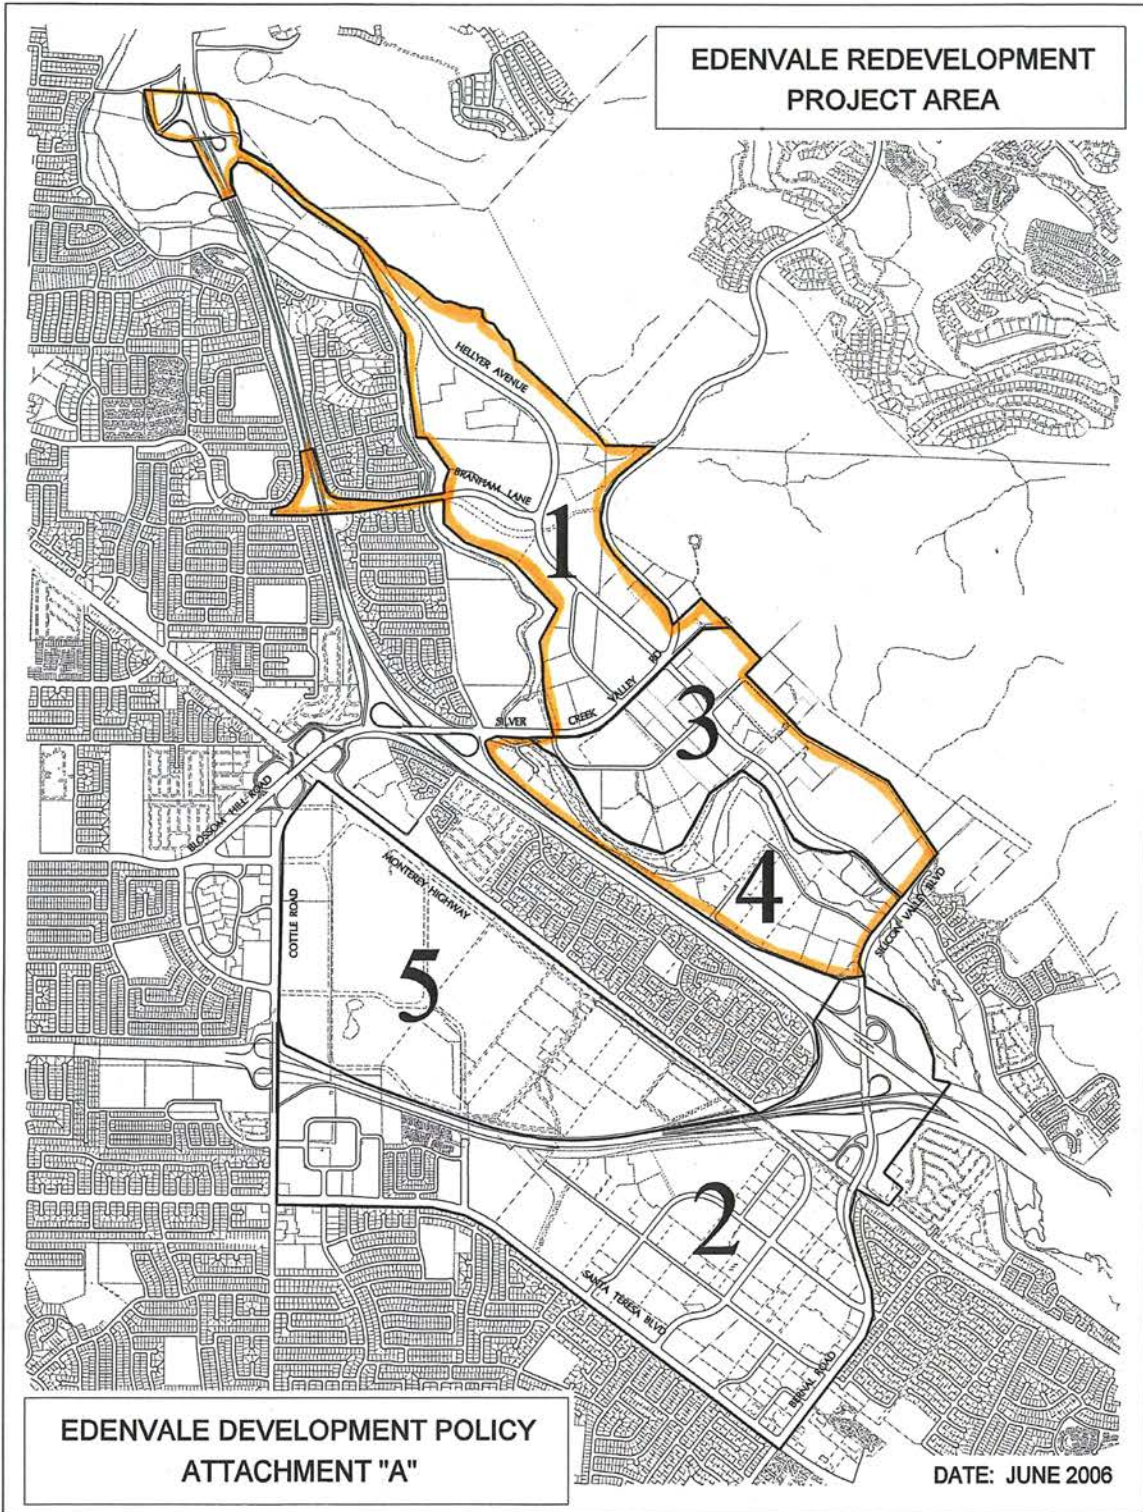 EDENVALE REDEVELOPMENT
PROJECT AREA
HELLYER AVENUE
BRANHAM LANE
1
SILVER CREEK VALLEY RD
3
BLOSSOM HILL ROAD
MONTEREY HIGHWAY
4
COTTLE ROAD
SILICON VALLEY BLVD
5
2
SANTA TERESA BLVD
BERNAL ROAD
EDENVALE DEVELOPMENT POLICY
ATTACHMENT "A"
DATE: JUNE 2006